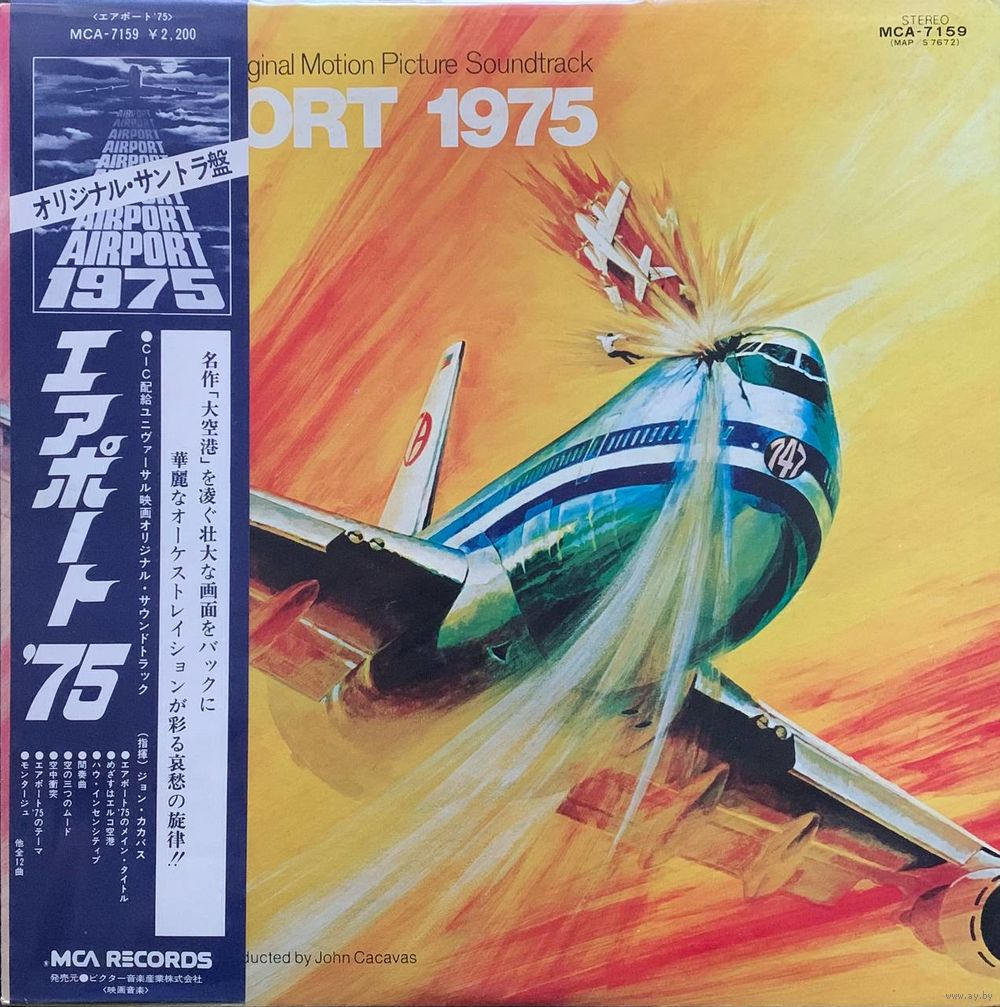 〈エアポート'75〉
MCA-7159 ￥2,200
AIRPORT
AIRPORT
AIRPORT
AIRPORT
AIRPORT
オリジナル・サントラ盤
AIRPORT
AIRPORT
AIRPORT
1975
エアポート'75
●CIC配給ユニヴァーサル映画オリジナル・サウンドトラック
名作「大空港」を凌ぐ壮大な画面をバックに
華麗なオーケストレイションが彩る哀愁の旋律!!
(指揮)ジョン・カカバス
●エアポート'75のメイン・タイトル
●めざすはエルコ空港
●ハウ・インセンシティブ
●間奏曲
●空の三つのムード
●空中衝突
●エアポート'75のテーマ
●モンタージュ
他全12曲
MCA RECORDS
発売元●ビクター音楽産業株式会社
〈映画音楽〉
ginal Motion Picture Soundtrack
ORT 1975
STEREO
MCA-7159
(MAP S 7672)
A
747
ducted by John Cacavas
www.ay.by